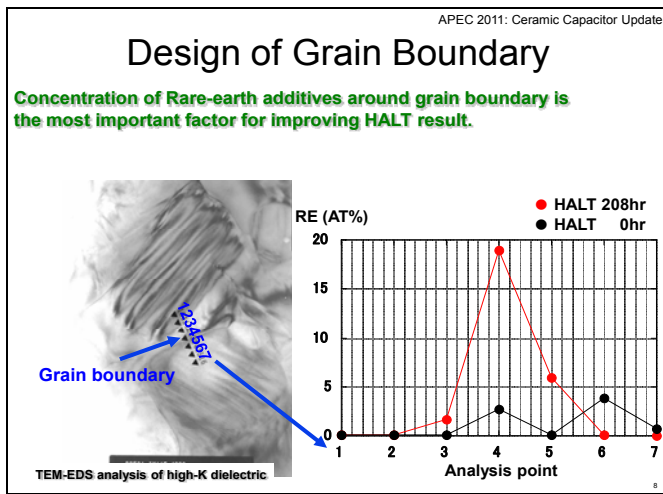 APEC 2011: Ceramic Capacitor Update
Design of Grain Boundary
Concentration of Rare-earth additives around grain boundary is
the most important factor for improving HALT result.
HALT 208hr
HALT 0hr
RE (AT%)
20
15
10
5
0
1 2 3 4 5 6 7
Analysis point
1234567
Grain boundary
TEM-EDS analysis of high-K dielectric
8